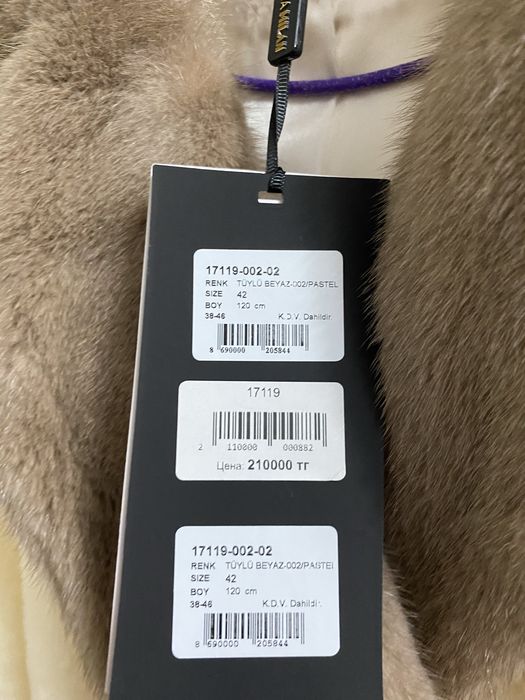 17119-002-02
RENK TÜYLÜ BEYAZ-002/PASTEL
SIZE 42
BOY 120 cm
38-46 K.D.V. Dahildir.
8 690000 205844
17119
2 110000 000882
Цена: 210000 тг
17119-002-02
RENK TÜYLÜ BEYAZ-002/PASTEL
SIZE 42
BOY 120 cm
38-46 K.D.V. Dahildir.
8 690000 205844